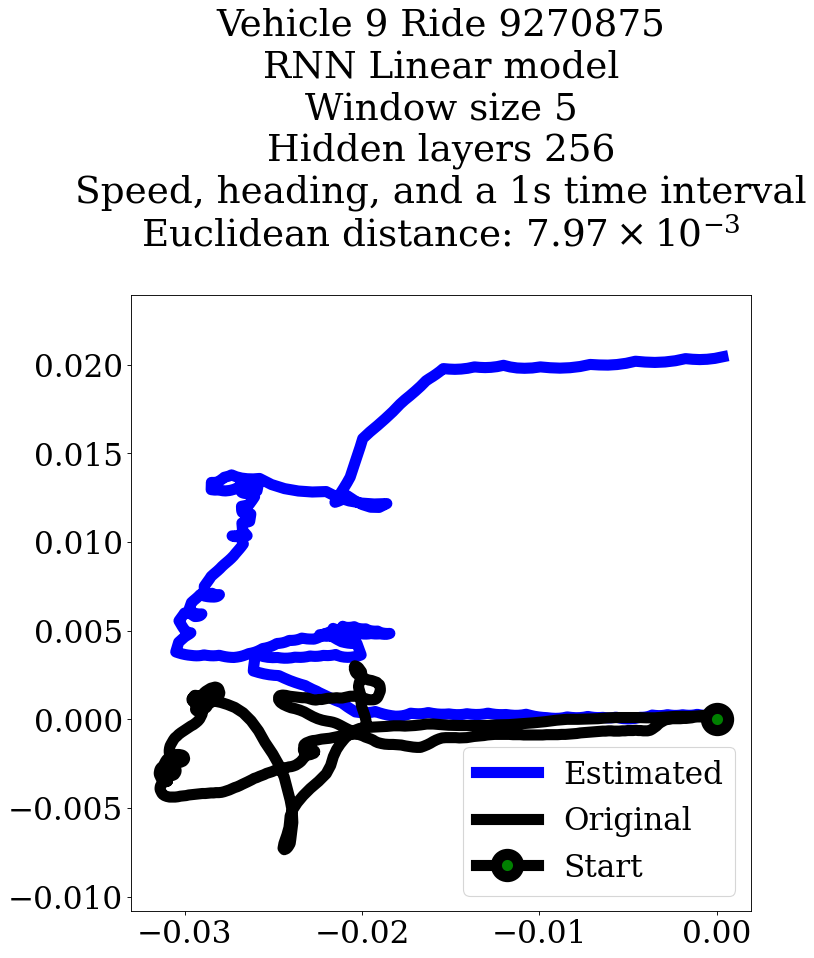 Vehicle 9 Ride 9270875
RNN Linear model
Window size 5
Hidden layers 256
Speed, heading, and a 1s time interval
Euclidean distance: 7.97 × 10⁻³
0.020
0.015
0.010
0.005
0.000
−0.005
−0.010
Estimated
Original
Start
−0.03
−0.02
−0.01
0.00